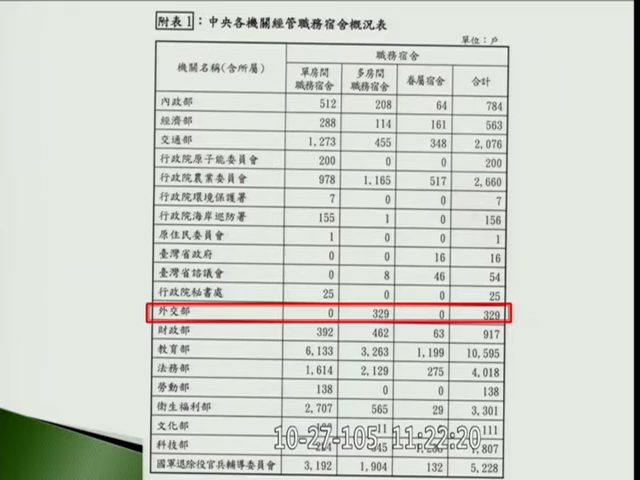 附表1：中央各機關經管職務宿舍概況表
單位：戶
機關名稱(含所屬) 職務宿舍
單房間職務宿舍 多房間職務宿舍 眷屬宿舍 合計
內政部 512 208 64 784
經濟部 288 114 161 563
交通部 1,273 455 348 2,076
行政院原子能委員會 200 0 0 200
行政院農業委員會 978 1,165 517 2,660
行政院環境保護署 7 0 0 7
行政院海岸巡防署 155 1 0 156
原住民委員會 1 0 0 1
臺灣省政府 0 0 16 16
臺灣省諮議會 0 8 46 54
行政院秘書處 25 0 0 25
外交部 0 329 0 329
財政部 392 462 63 917
教育部 6,133 3,263 1,199 10,595
法務部 1,614 2,129 275 4,018
勞動部 138 0 0 138
衛生福利部 2,707 565 29 3,301
文化部 111
10-27-105 11:22:20
科技部
國軍退除役官兵輔導委員會 3,192 1,904 132 5,228